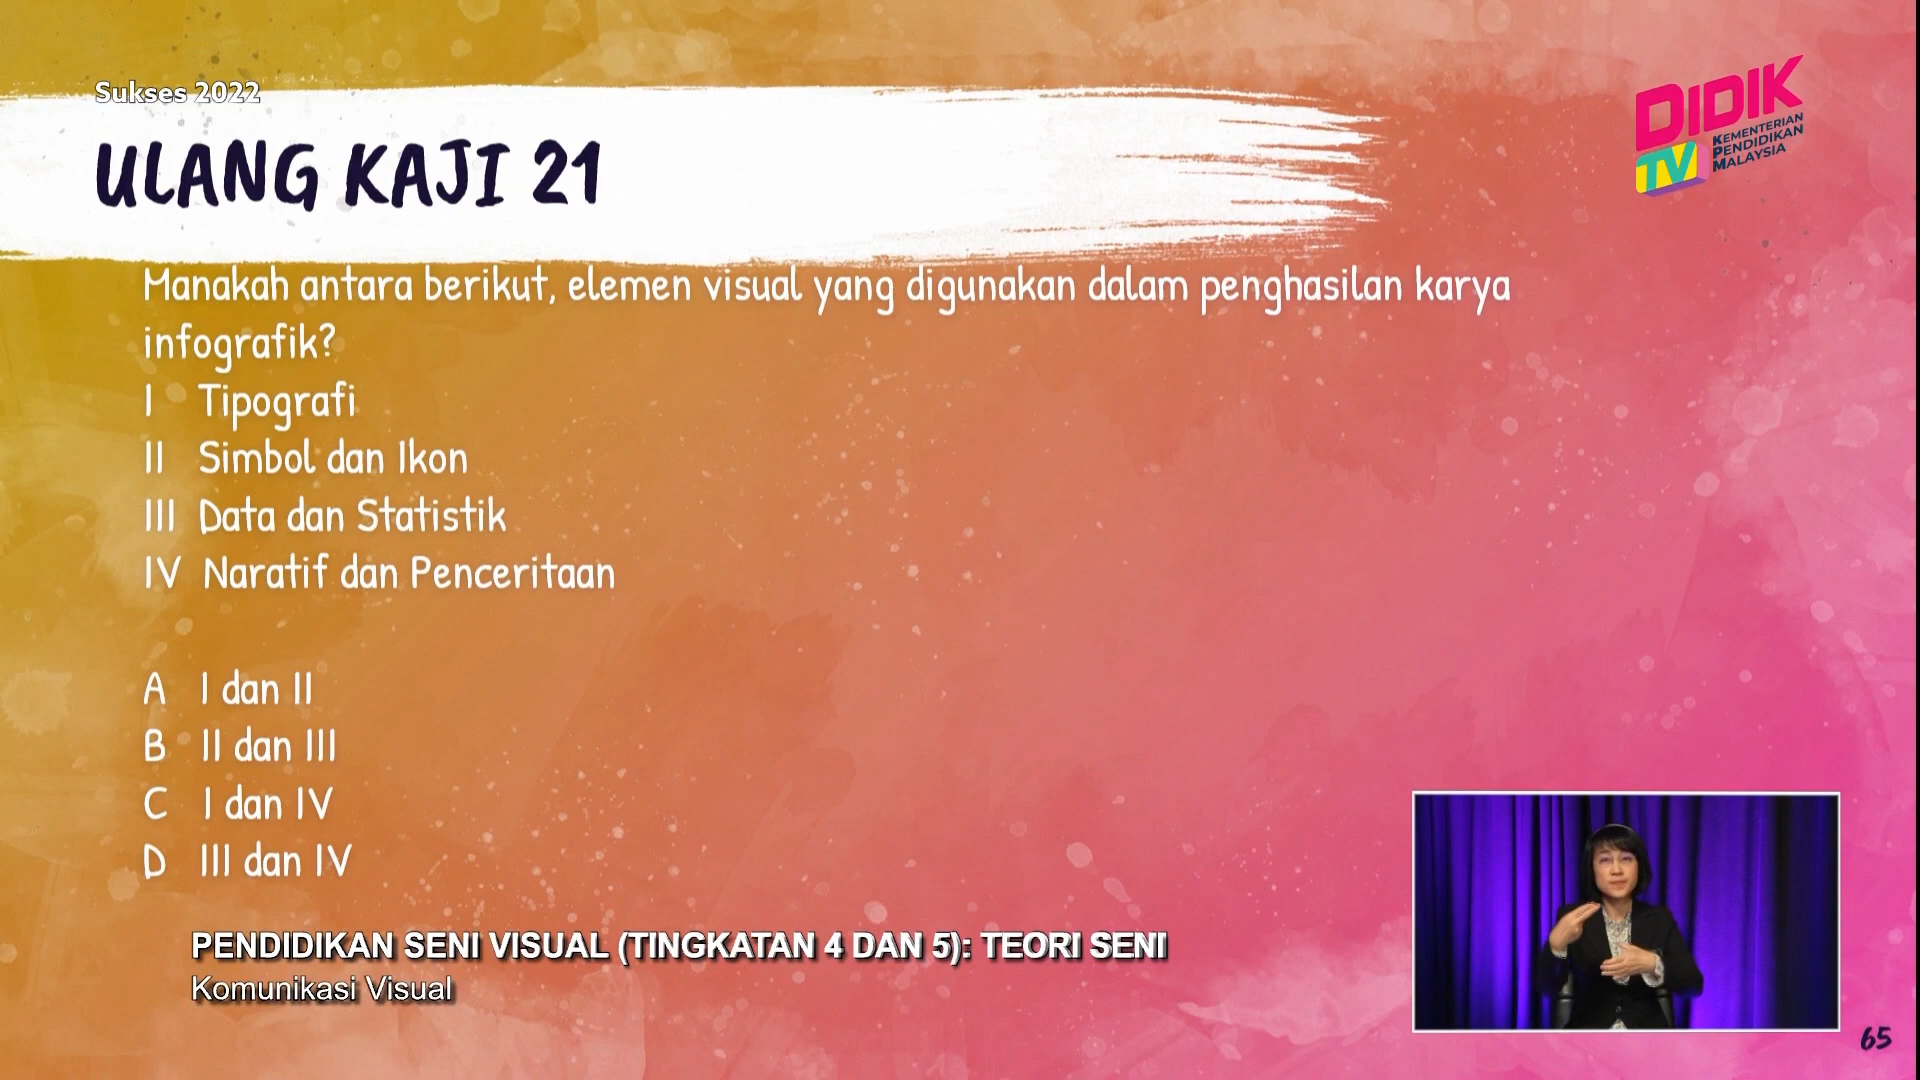 Sukses 2022
DIDIK
TV
KEMENTERIAN
PENDIDIKAN
MALAYSIA
ULANG KAJI 21
Manakah antara berikut, elemen visual yang digunakan dalam penghasilan karya
infografik?
I Tipografi
II Simbol dan Ikon
III Data dan Statistik
IV Naratif dan Penceritaan
A I dan II
B II dan III
C I dan IV
D III dan IV
PENDIDIKAN SENI VISUAL (TINGKATAN 4 DAN 5): TEORI SENI
Komunikasi Visual
65